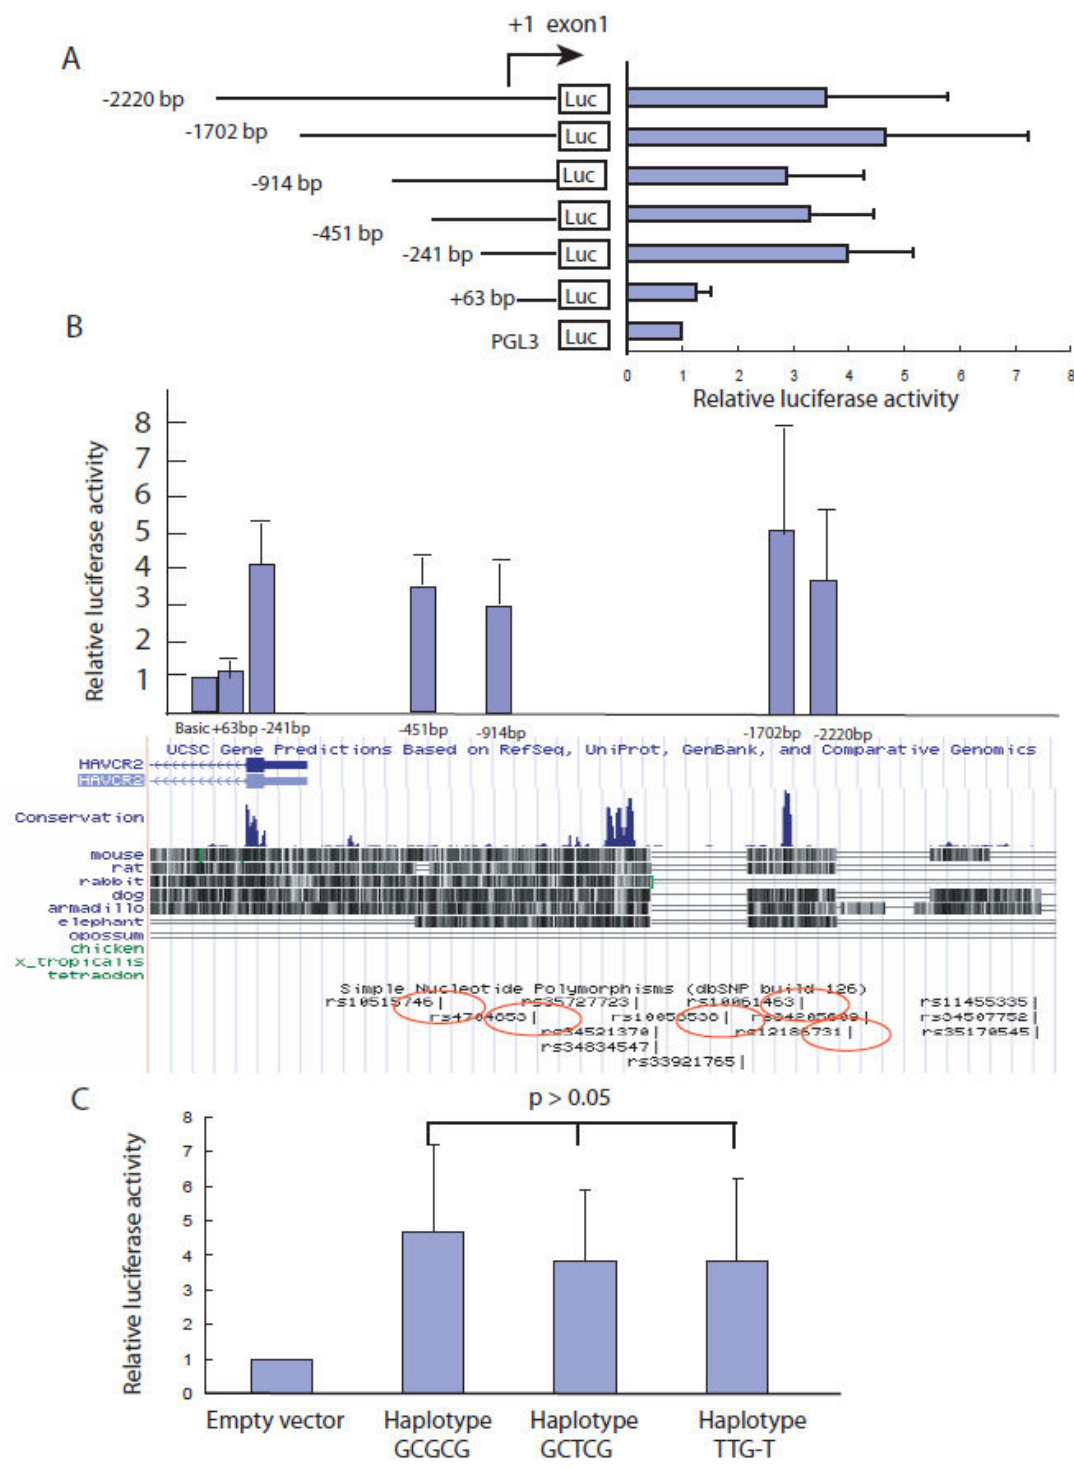 +1 exon1
A
-2220 bp
Luc
-1702 bp
Luc
-914 bp
Luc
-451 bp
Luc
-241 bp
Luc
+63 bp
Luc
PGL3
Luc
0 1 2 3 4 5 6 7 8
Relative luciferase activity
B
Relative luciferase activity
8
7
6
5
4
3
2
1
Basic +63bp -241bp -451bp -914bp -1702bp -2220bp
UCSC Gene Predictions Based on RefSeq, UniProt, GenBank, and Comparative Genomics
HAVCR2
HAVCR2
Conservation
mouse
rat
rabbit
dog
armadillo
elephant
opossum
chicken
x_tropicalis
tetraodon
Simple Nucleotide Polymorphisms (dbSNP build 126)
rs10515746 rs35727723 rs10061463 rs11455335
rs4704853 rs10053538 rs34507752
rs34521370 rs12186731 rs35170545
rs34834547
rs33921765
C
p > 0.05
Relative luciferase activity
8
7
6
5
4
3
2
1
0
Empty vector Haplotype Haplotype Haplotype
GCGCG GCTCG TTG-T